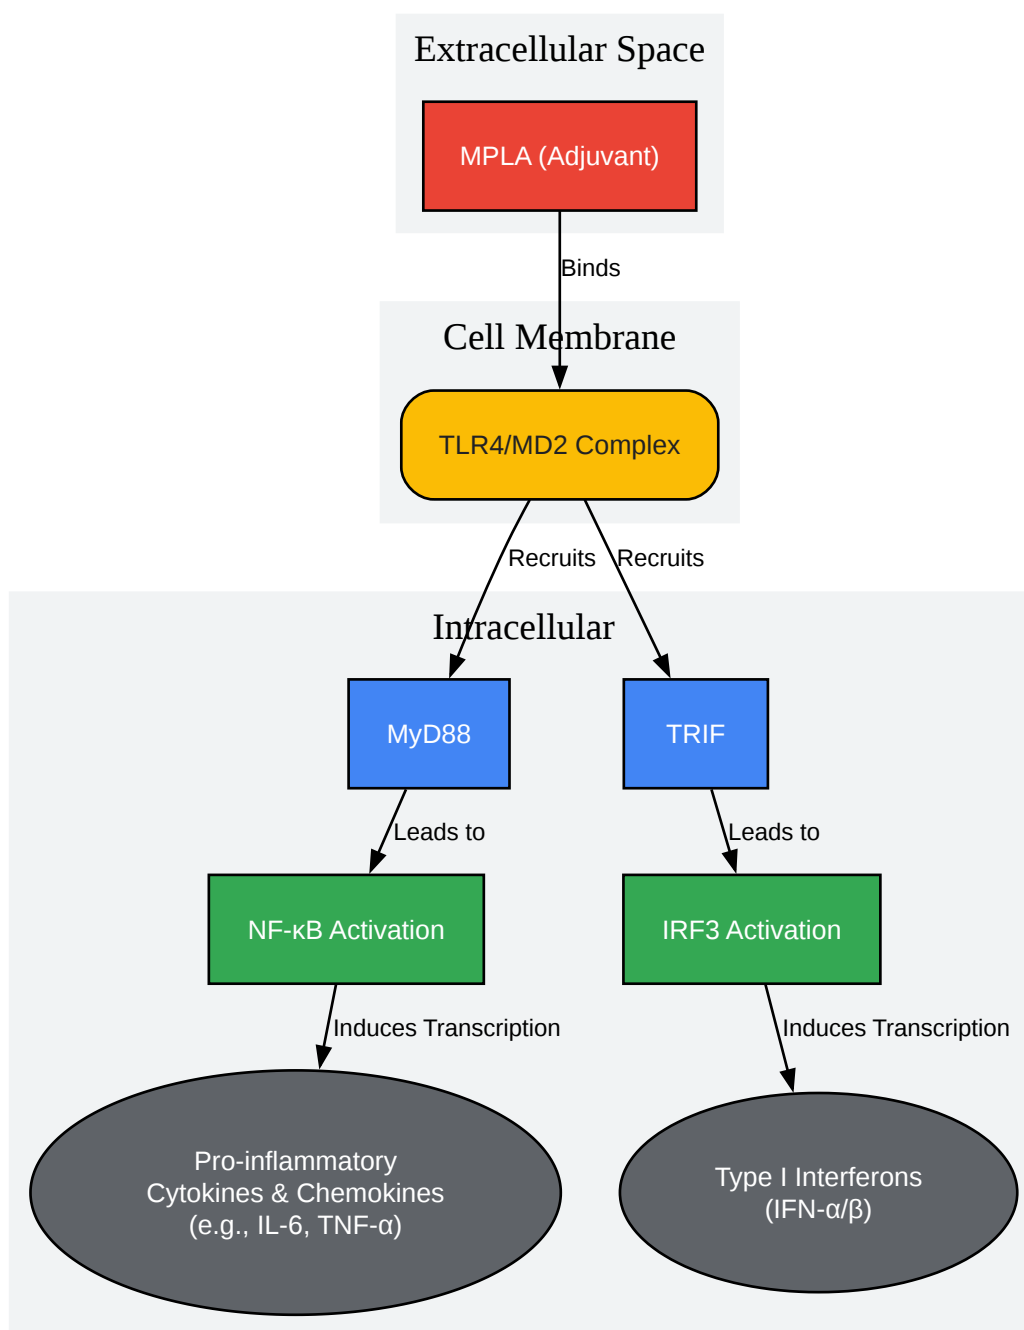 Extracellular Space
MPLA (Adjuvant)
Binds
Cell Membrane
TLR4/MD2 Complex
Recruits
Recruits
Intracellular
MyD88
TRIF
Leads to
Leads to
NF-κB Activation
IRF3 Activation
Induces Transcription
Induces Transcription
Pro-inflammatory
Cytokines & Chemokines
(e.g., IL-6, TNF-α)
Type I Interferons
(IFN-α/β)